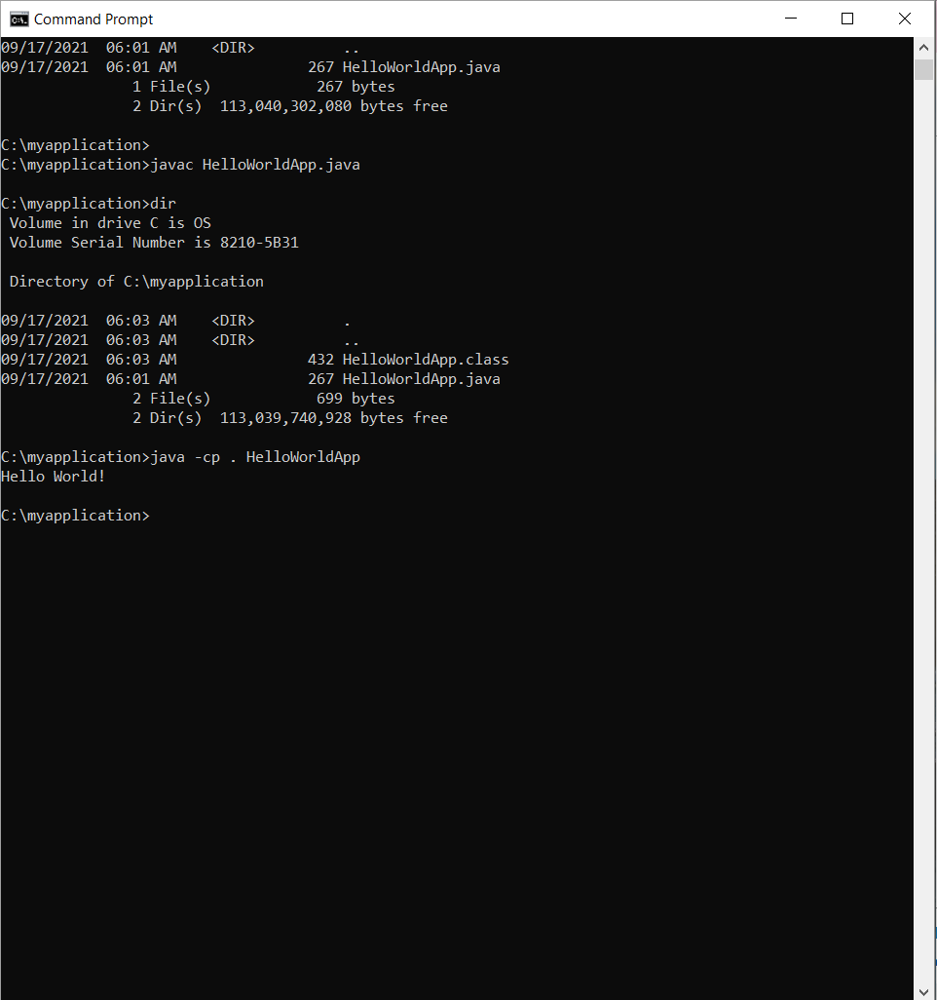 Command Prompt
09/17/2021  06:01 AM    <DIR>          ..
09/17/2021  06:01 AM               267 HelloWorldApp.java
               1 File(s)            267 bytes
               2 Dir(s)  113,040,302,080 bytes free
C:\myapplication>
C:\myapplication>javac HelloWorldApp.java
C:\myapplication>dir
 Volume in drive C is OS
 Volume Serial Number is 8210-5B31
 Directory of C:\myapplication
09/17/2021  06:03 AM    <DIR>          .
09/17/2021  06:03 AM    <DIR>          ..
09/17/2021  06:03 AM               432 HelloWorldApp.class
09/17/2021  06:01 AM               267 HelloWorldApp.java
               2 File(s)            699 bytes
               2 Dir(s)  113,039,740,928 bytes free
C:\myapplication>java -cp . HelloWorldApp
Hello World!
C:\myapplication>